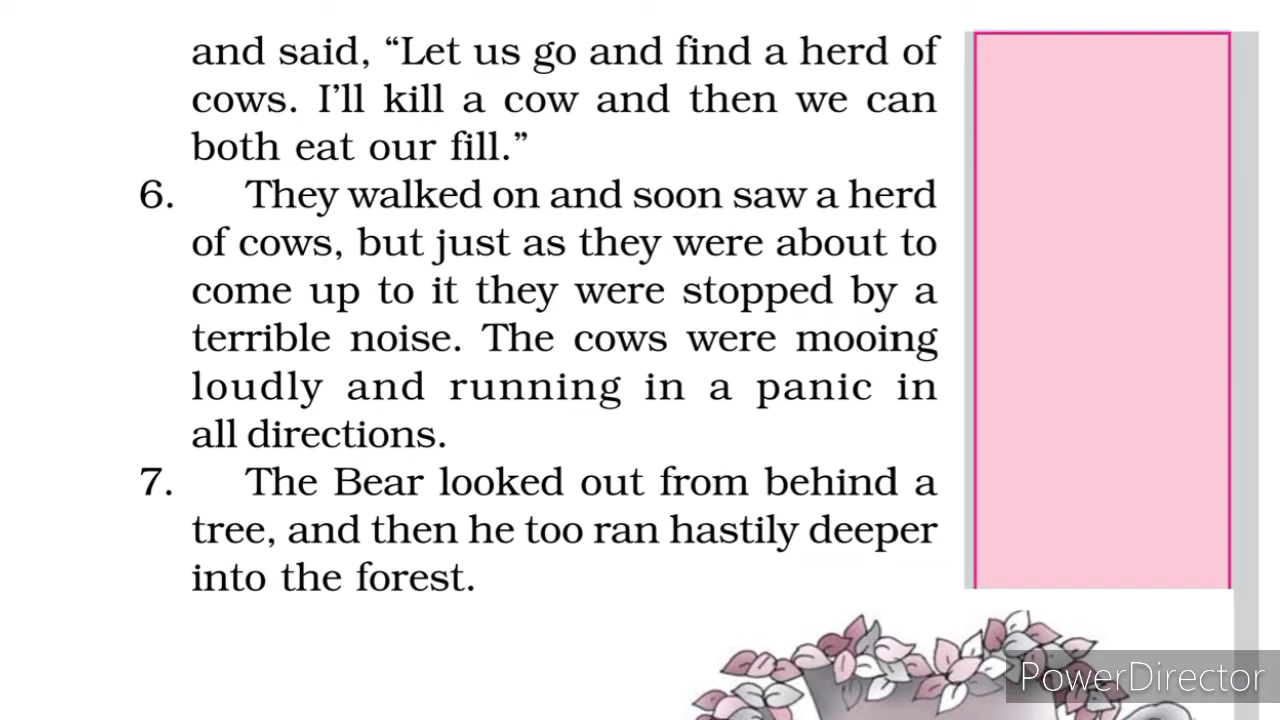 and said, “Let us go and find a herd of
cows. I’ll kill a cow and then we can
both eat our fill.”
6. They walked on and soon saw a herd
of cows, but just as they were about to
come up to it they were stopped by a
terrible noise. The cows were mooing
loudly and running in a panic in
all directions.
7. The Bear looked out from behind a
tree, and then he too ran hastily deeper
into the forest.
PowerDirector